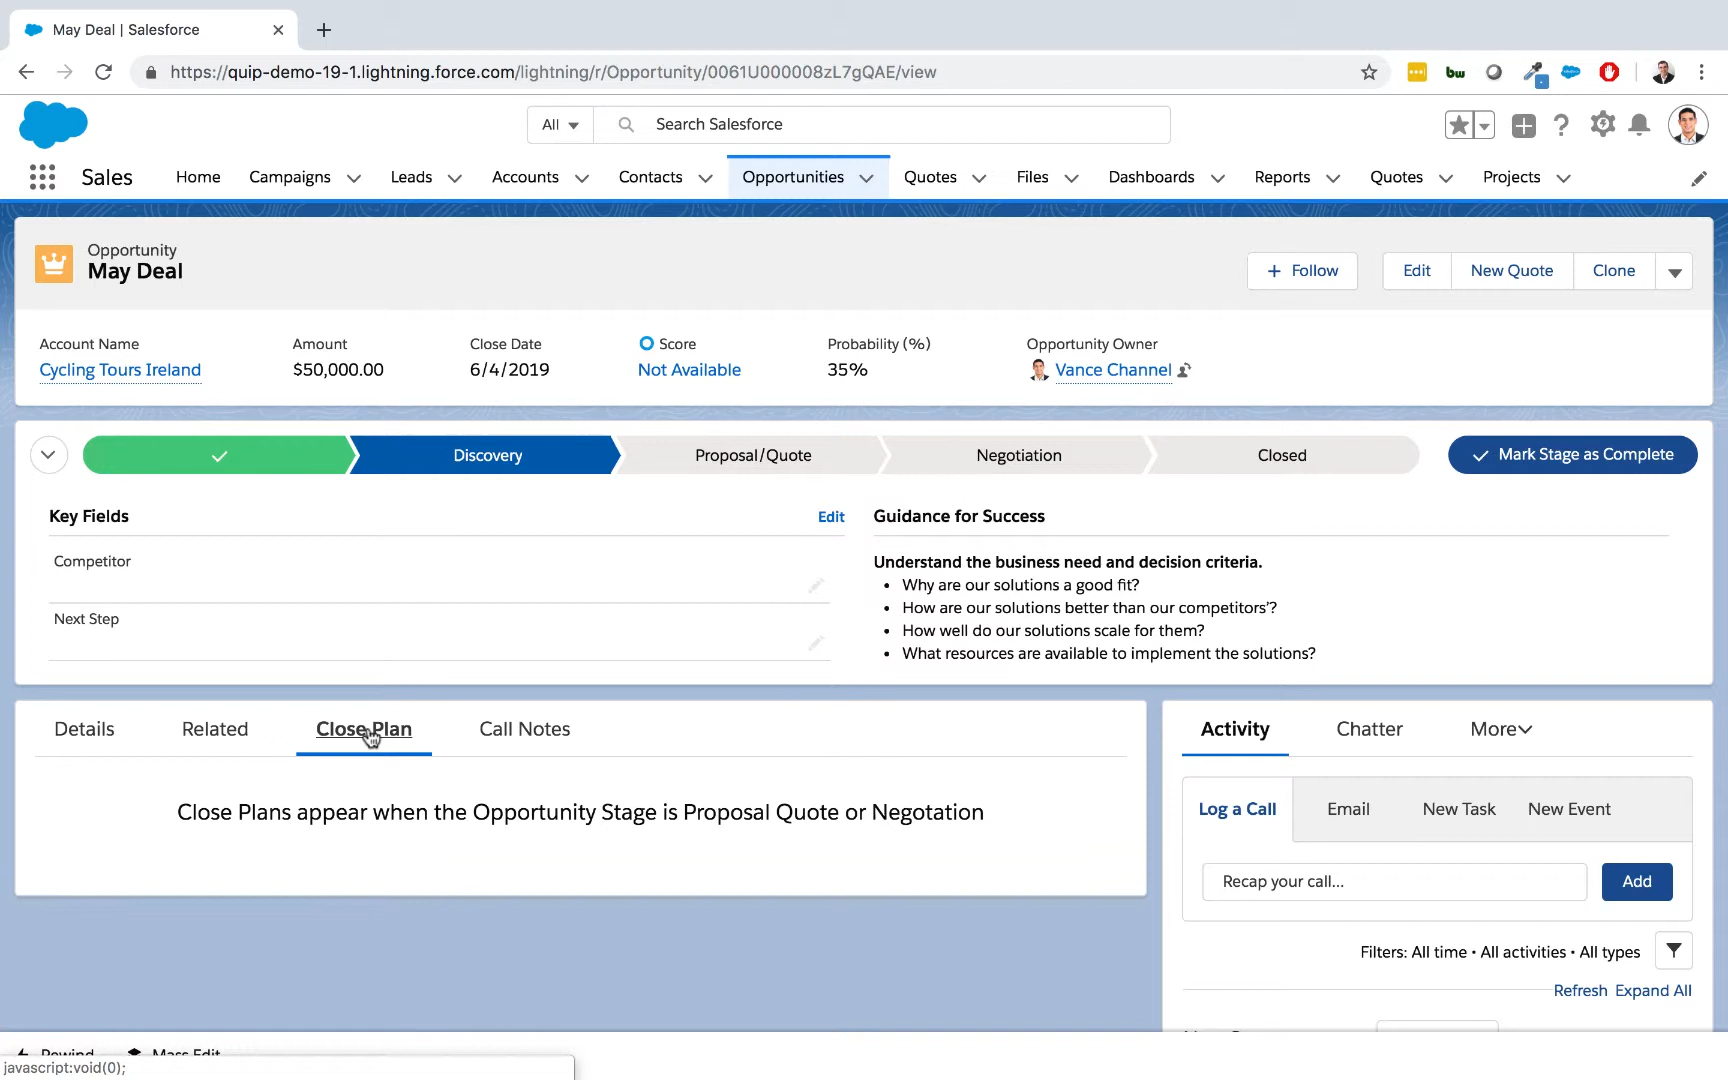 May Deal | Salesforce
https://quip-demo-19-1.lightning.force.com/lightning/r/Opportunity/0061U000008zL7gQAE/view
bw
All Search Salesforce
Sales Home Campaigns Leads Accounts Contacts Opportunities Quotes Files Dashboards Reports Quotes Projects
Opportunity
May Deal
+ Follow Edit New Quote Clone
Account Name Amount Close Date Score Probability (%) Opportunity Owner
Cycling Tours Ireland $50,000.00 6/4/2019 Not Available 35% Vance Channel
Discovery Proposal/Quote Negotiation Closed Mark Stage as Complete
Key Fields Edit
Competitor
Next Step
Guidance for Success
Understand the business need and decision criteria.
• Why are our solutions a good fit?
• How are our solutions better than our competitors'?
• How well do our solutions scale for them?
• What resources are available to implement the solutions?
Details Related Close Plan Call Notes
Close Plans appear when the Opportunity Stage is Proposal Quote or Negotation
Activity Chatter More
Log a Call Email New Task New Event
Recap your call... Add
Filters: All time • All activities • All types
Refresh Expand All
Rewind Mass Edit
javascript:void(0);